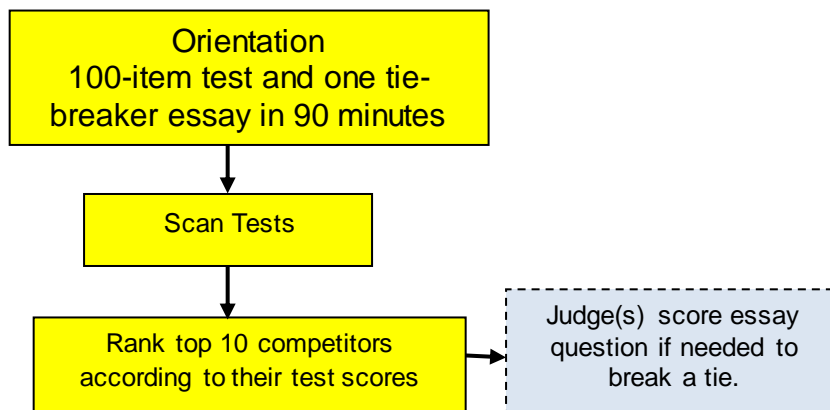 Orientation
100-item test and one tie-
breaker essay in 90 minutes
Scan Tests
Rank top 10 competitors
according to their test scores
Judge(s) score essay
question if needed to
break a tie.